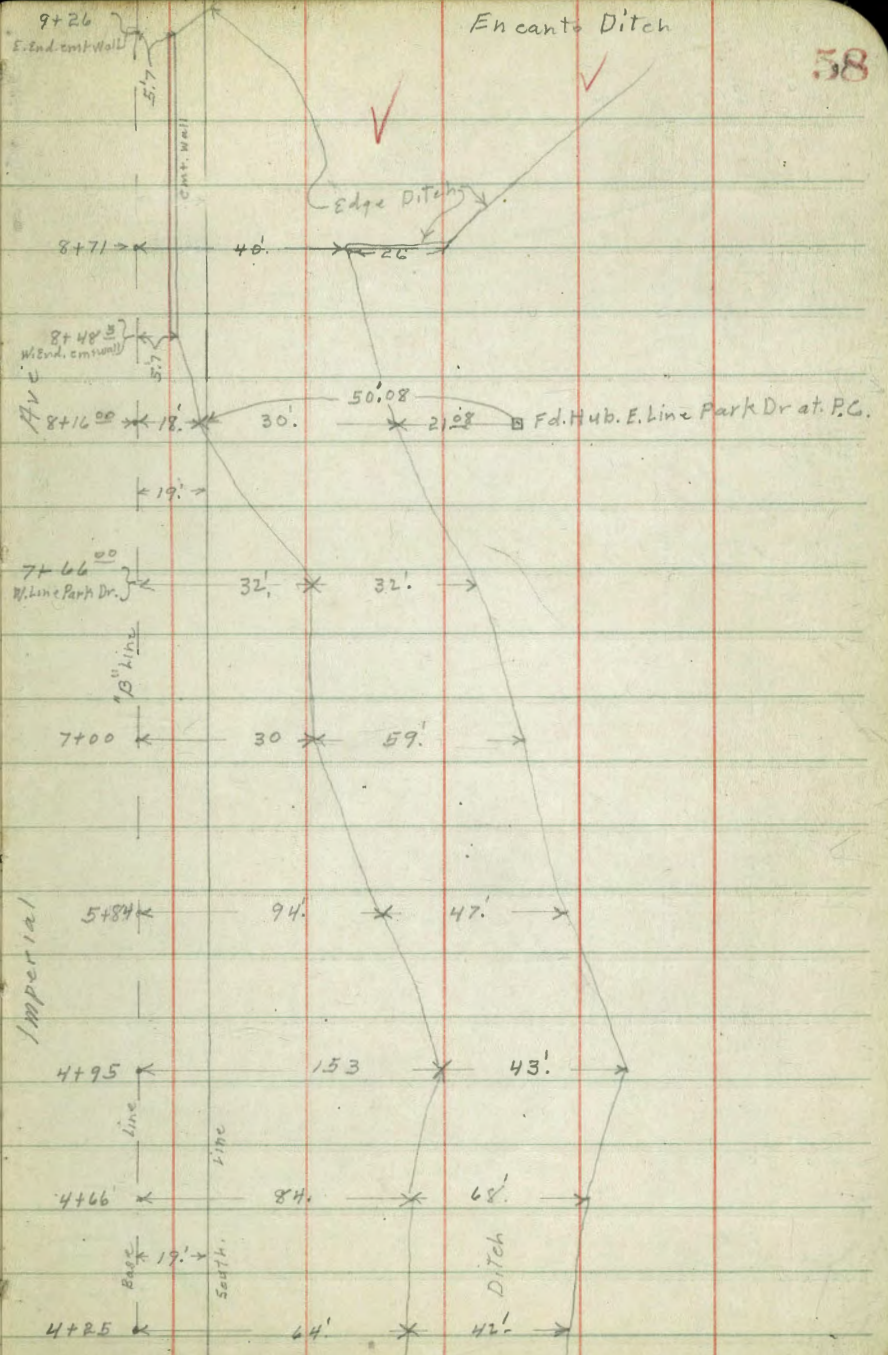 Encanto Ditch
58
9+26
E. End. cmt Wall
5.'7
cmt. wall
Edge Ditch
8+71 40'. 26
8+48 3
W. End. cmt wall
5.7
Ave
50.'08
8+16 00 18'. 30'. 21.08 Fd. Hub. E. Line Park Dr at. P.C.
19.'
7+66 00 32'. 32'.
W. Line Park Dr.
"B" Line
7+00 30 59.'
5+84 94' 47.'
Imperial
4+95 153 43'.
Line
Line
4+66 84. 68'.
Base 19.' South. Ditch
4+25 64' 42'.